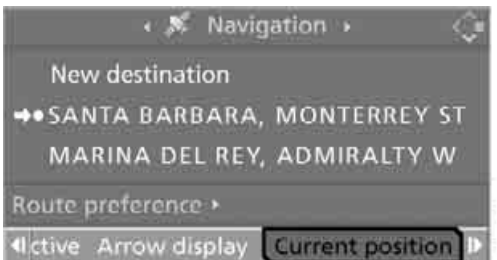 Navigation
New destination
SANTA BARBARA, MONTERREY ST
MARINA DEL REY, ADMIRALTY W
Route preference
ctive Arrow display Current position